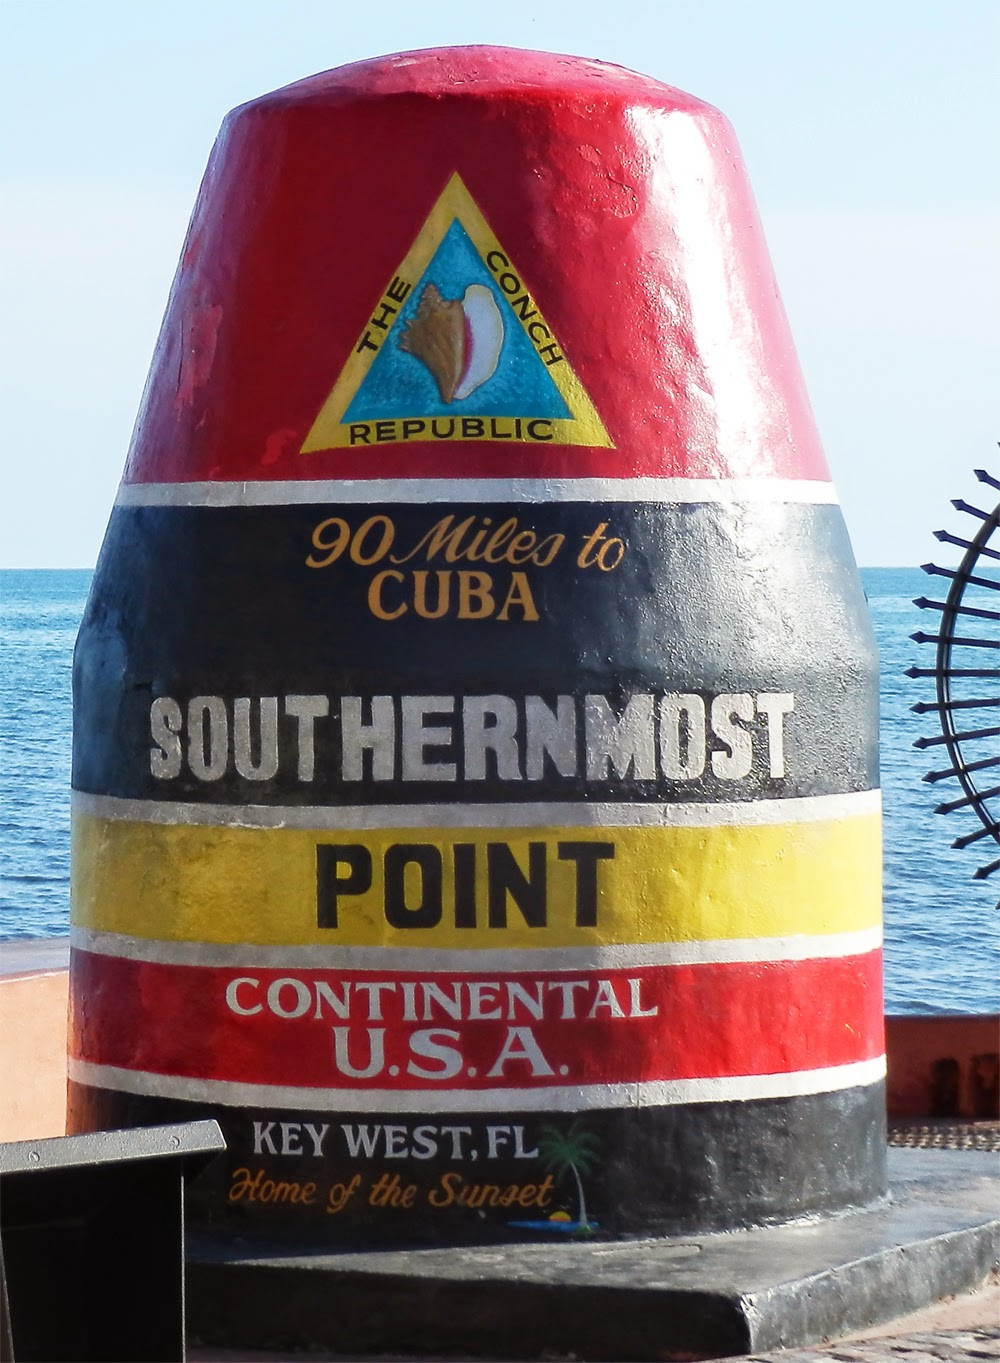 THE CONCH
REPUBLIC
90 Miles to
CUBA
SOUTHERNMOST
POINT
CONTINENTAL
U.S.A.
KEY WEST, FL
Home of the Sunset